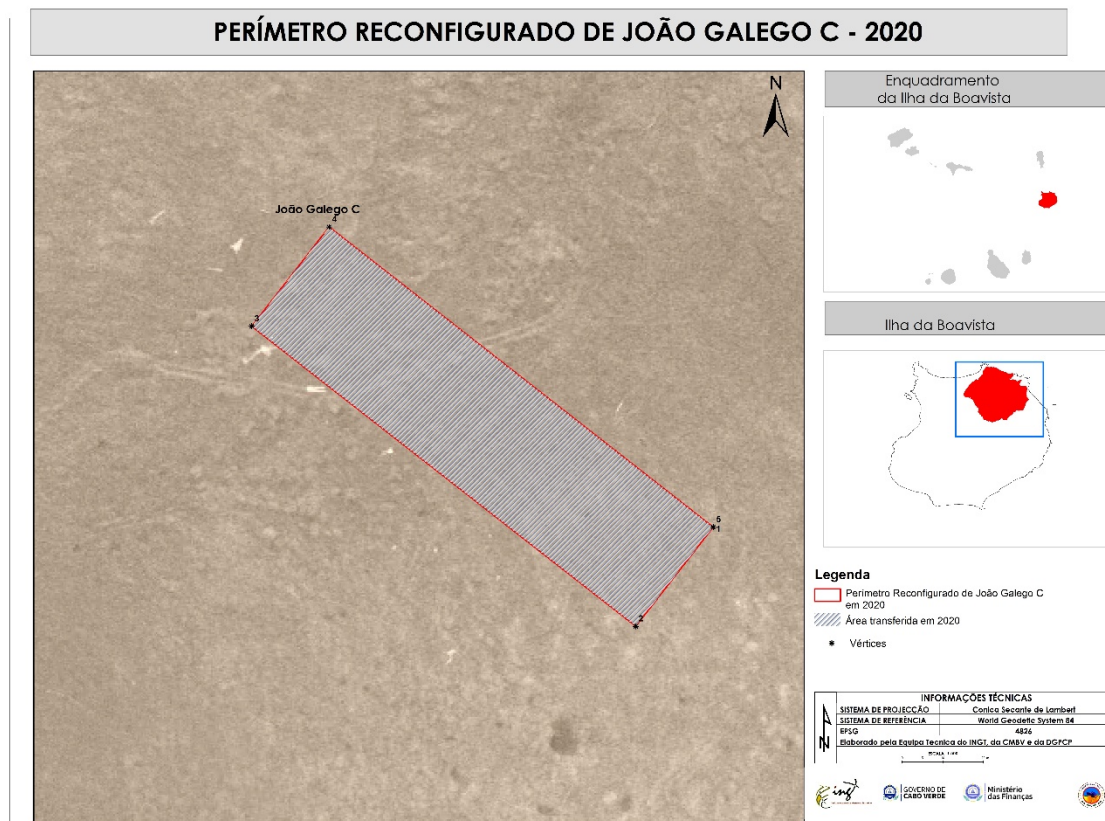 PERÍMETRO RECONFIGURADO DE JOÃO GALEGO C - 2020
N
João Galego C
4
3
5
1
2
Enquadramento
da Ilha da Boavista
Ilha da Boavista
Legenda
Perímetro Reconfigurado de João Galego C
em 2020
Área transferida em 2020
Vértices
INFORMAÇÕES TÉCNICAS
SISTEMA DE PROJECÇÃO Conica Secante de Lambert
SISTEMA DE REFERÊNCIA World Geodetic System 84
EPSG 4826
Elaborado pela Equipa Tecnica do INGT, da CMBV e da DGPCP
N
ESCALA
ingt
GOVERNO DE
CABO VERDE
Ministério
das Finanças